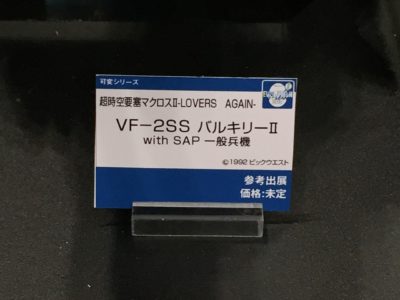 可変シリーズ
超時空要塞マクロスII-LOVERS AGAIN-
VF-2SS バルキリーII
with SAP 一般兵機
©1992 ビックウエスト
参考出展
価格:未定